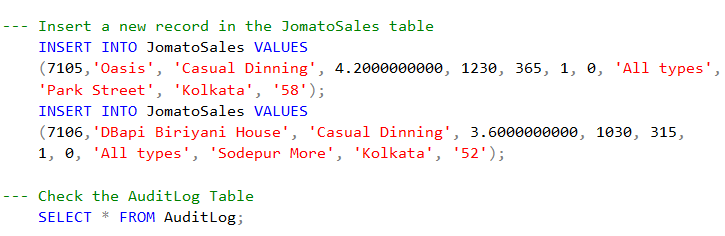 --- Insert a new record in the JomatoSales table
INSERT INTO JomatoSales VALUES
(7105,'Oasis', 'Casual Dinning', 4.2000000000, 1230, 365, 1, 0, 'All types',
'Park Street', 'Kolkata', '58');
INSERT INTO JomatoSales VALUES
(7106,'DBapi Biriyani House', 'Casual Dinning', 3.6000000000, 1030, 315,
1, 0, 'All types', 'Sodepur More', 'Kolkata', '52');
--- Check the AuditLog Table
SELECT * FROM AuditLog;